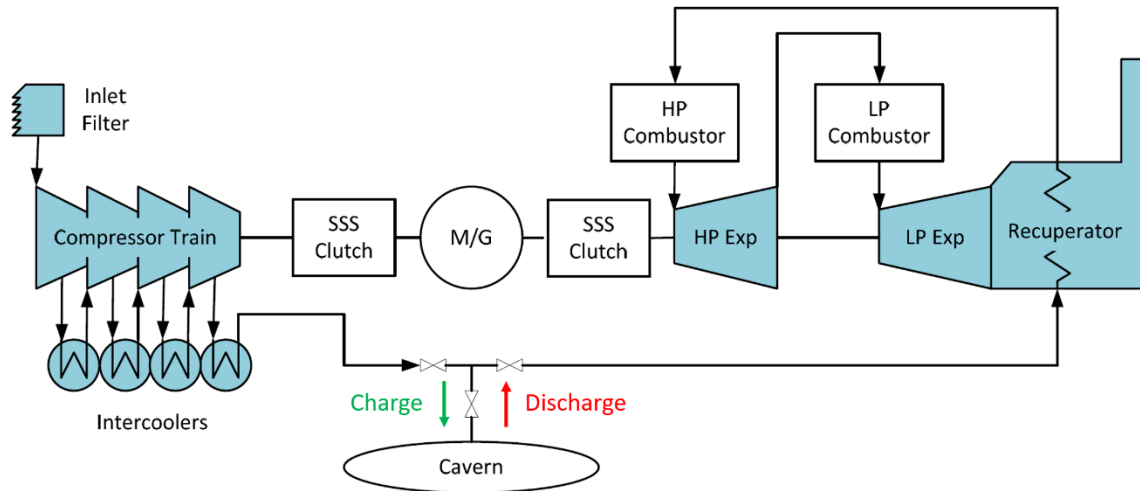 Inlet
Filter
HP
Combustor
LP
Combustor
Compressor Train
SSS
Clutch
M/G
SSS
Clutch
HP Exp
LP Exp
Recuperator
Intercoolers
Charge
Discharge
Cavern